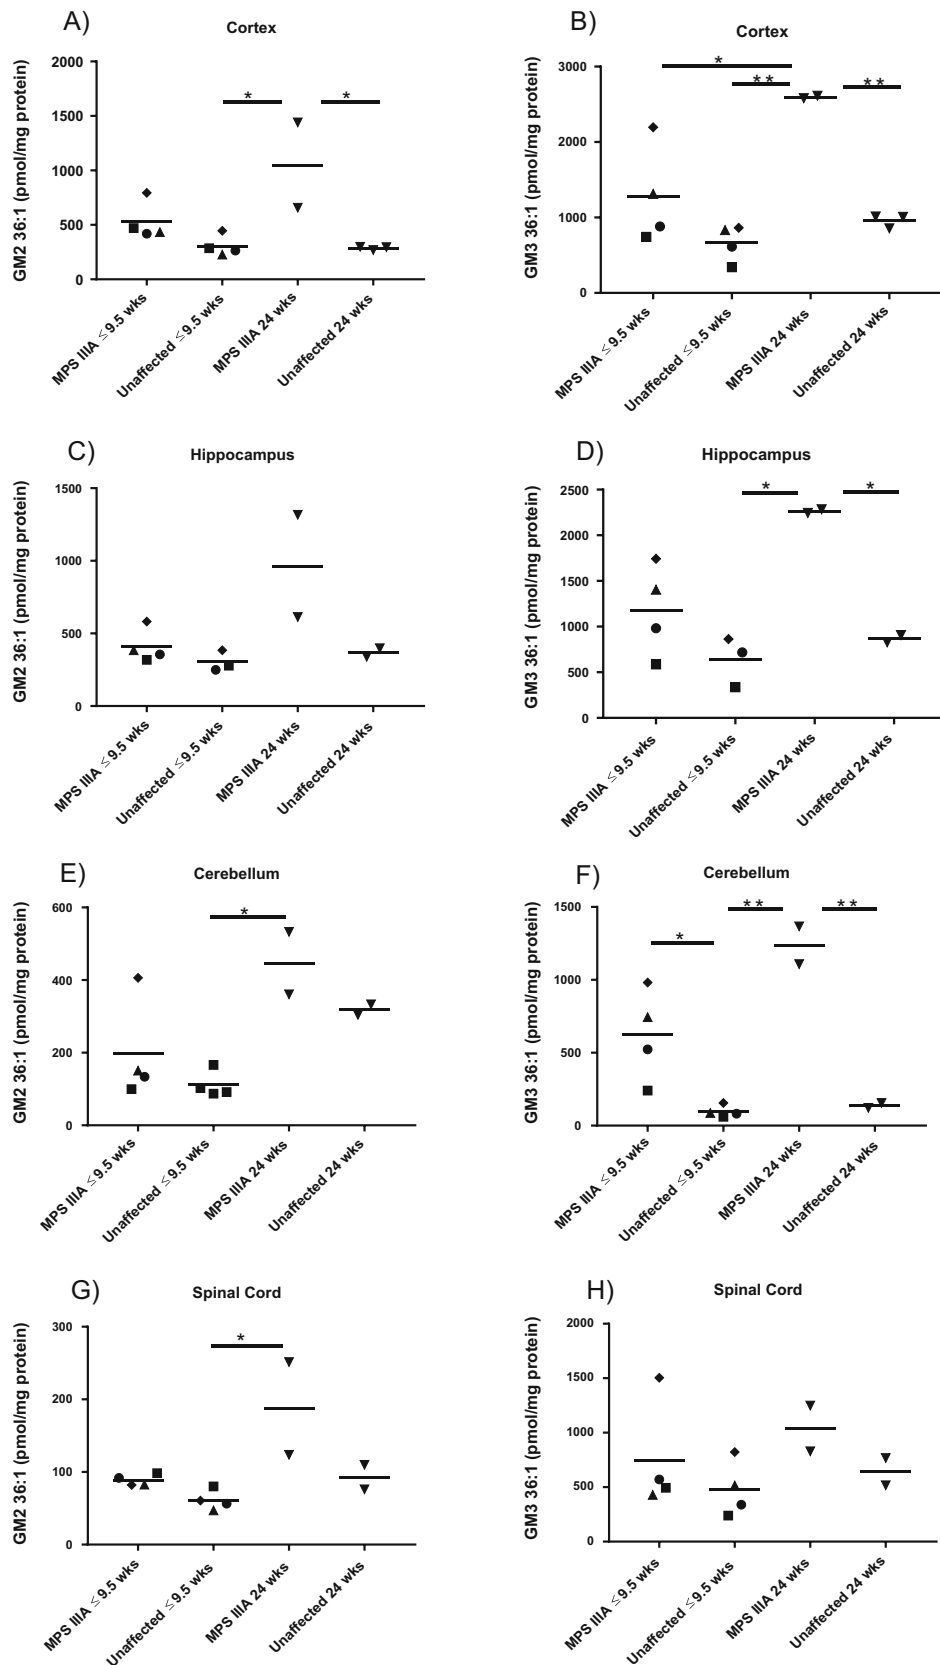 A)
Cortex
GM2 36:1 (pmol/mg protein)
2000
1500
1000
500
0
*
*
MPS IIIA ≤9.5 wks
Unaffected ≤9.5 wks
MPS IIIA 24 wks
Unaffected 24 wks
B)
Cortex
GM3 36:1 (pmol/mg protein)
3000
2000
1000
0
*
**
**
MPS IIIA ≤9.5 wks
Unaffected ≤9.5 wks
MPS IIIA 24 wks
Unaffected 24 wks
C)
Hippocampus
GM2 36:1 (pmol/mg protein)
1500
1000
500
0
MPS IIIA ≤9.5 wks
Unaffected ≤9.5 wks
MPS IIIA 24 wks
Unaffected 24 wks
D)
Hippocampus
GM3 36:1 (pmol/mg protein)
2500
2000
1500
1000
500
0
*
*
MPS IIIA ≤9.5 wks
Unaffected ≤9.5 wks
MPS IIIA 24 wks
Unaffected 24 wks
E)
Cerebellum
GM2 36:1 (pmol/mg protein)
600
400
300
200
0
*
MPS IIIA ≤9.5 wks
Unaffected ≤9.5 wks
MPS IIIA 24 wks
Unaffected 24 wks
F)
Cerebellum
GM3 36:1 (pmol/mg protein)
1500
1000
500
0
*
**
**
MPS IIIA ≤9.5 wks
Unaffected ≤9.5 wks
MPS IIIA 24 wks
Unaffected 24 wks
G)
Spinal Cord
GM2 36:1 (pmol/mg protein)
300
200
100
0
*
MPS IIIA ≤9.5 wks
Unaffected ≤9.5 wks
MPS IIIA 24 wks
Unaffected 24 wks
H)
Spinal Cord
GM3 36:1 (pmol/mg protein)
2000
1500
1000
500
0
MPS IIIA ≤9.5 wks
Unaffected ≤9.5 wks
MPS IIIA 24 wks
Unaffected 24 wks